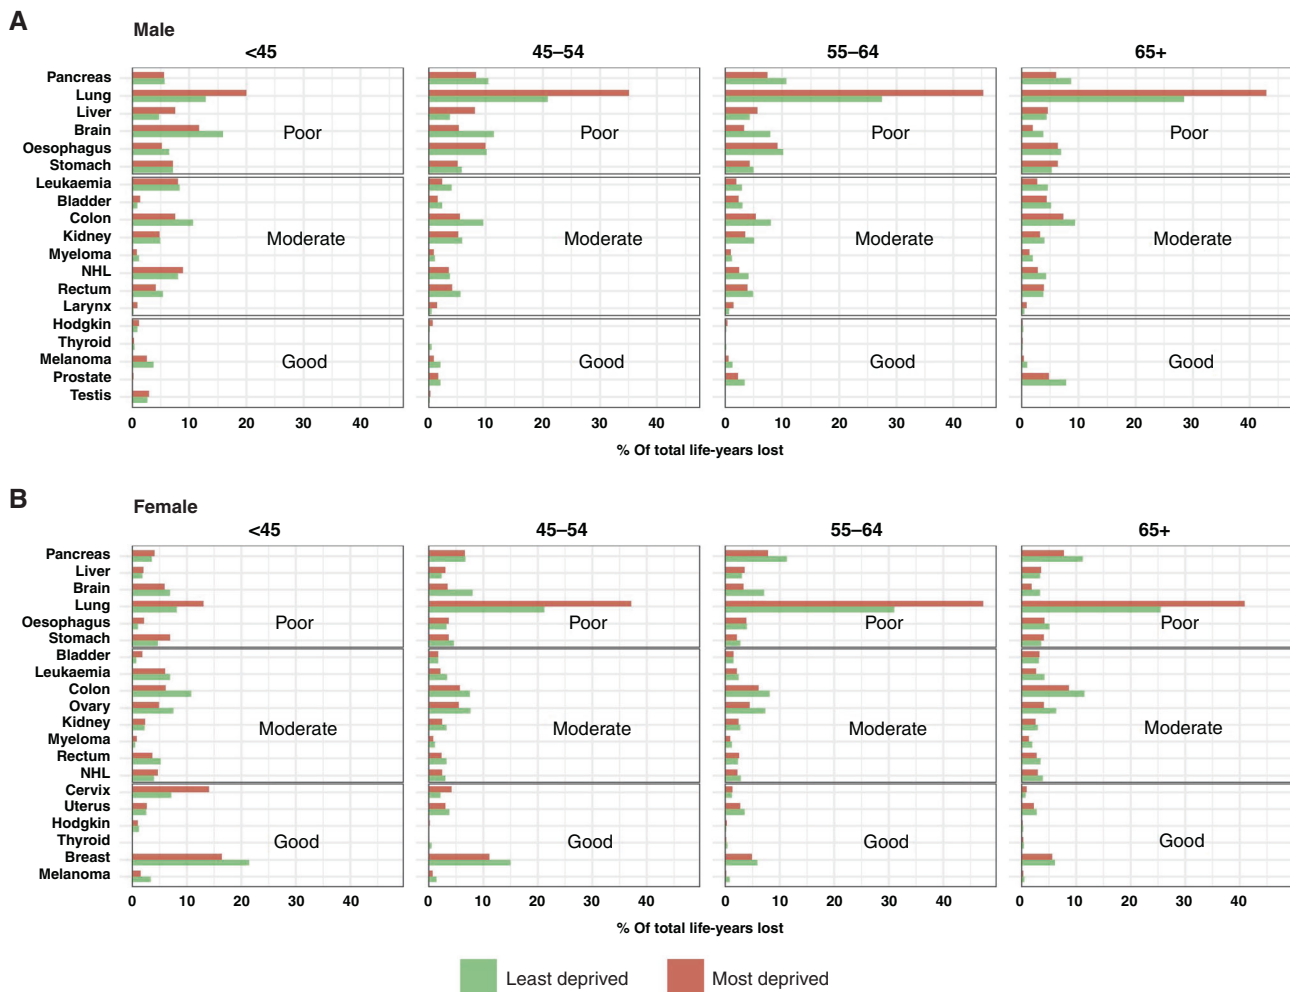 A
Male
<45
45–54
55–64
65+
Pancreas
Lung
Liver
Brain
Oesophagus
Stomach
Leukaemia
Bladder
Colon
Kidney
Myeloma
NHL
Rectum
Larynx
Hodgkin
Thyroid
Melanoma
Prostate
Testis
Poor
Poor
Poor
Poor
Moderate
Moderate
Moderate
Moderate
Good
Good
Good
Good
0 10 20 30 40
0 10 20 30 40
0 10 20 30 40
0 10 20 30 40
% Of total life-years lost
B
Female
<45
45–54
55–64
65+
Pancreas
Liver
Brain
Lung
Oesophagus
Stomach
Bladder
Leukaemia
Colon
Ovary
Kidney
Myeloma
Rectum
NHL
Cervix
Uterus
Hodgkin
Thyroid
Breast
Melanoma
Poor
Poor
Poor
Poor
Moderate
Moderate
Moderate
Moderate
Good
Good
Good
Good
0 10 20 30 40
0 10 20 30 40
0 10 20 30 40
0 10 20 30 40
% Of total life-years lost
Least deprived
Most deprived